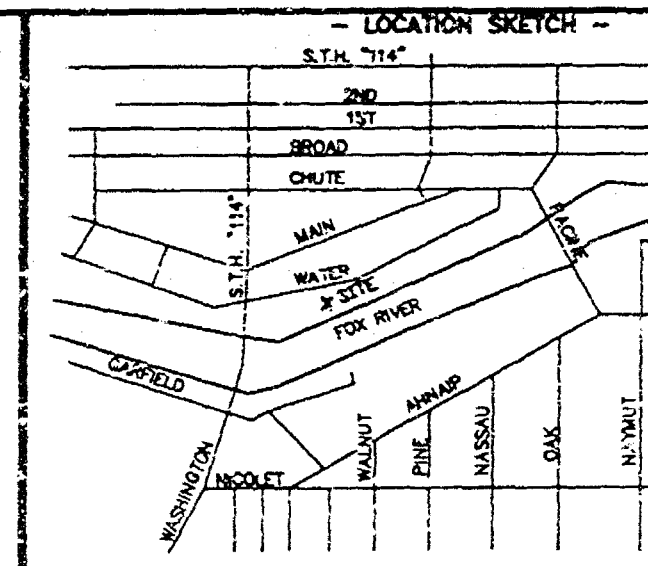 - LOCATION SKETCH ~
S.T.H. "114"
2ND
1ST
BROAD
CHUTE
S.T.H. "114"
MAIN
RACINE
WATER
X SITE
FOX RIVER
GARFIELD
AHNAIP
WALNUT
PINE
NASSAU
OAK
NAYMUT
WASHINGTON
NICOLET